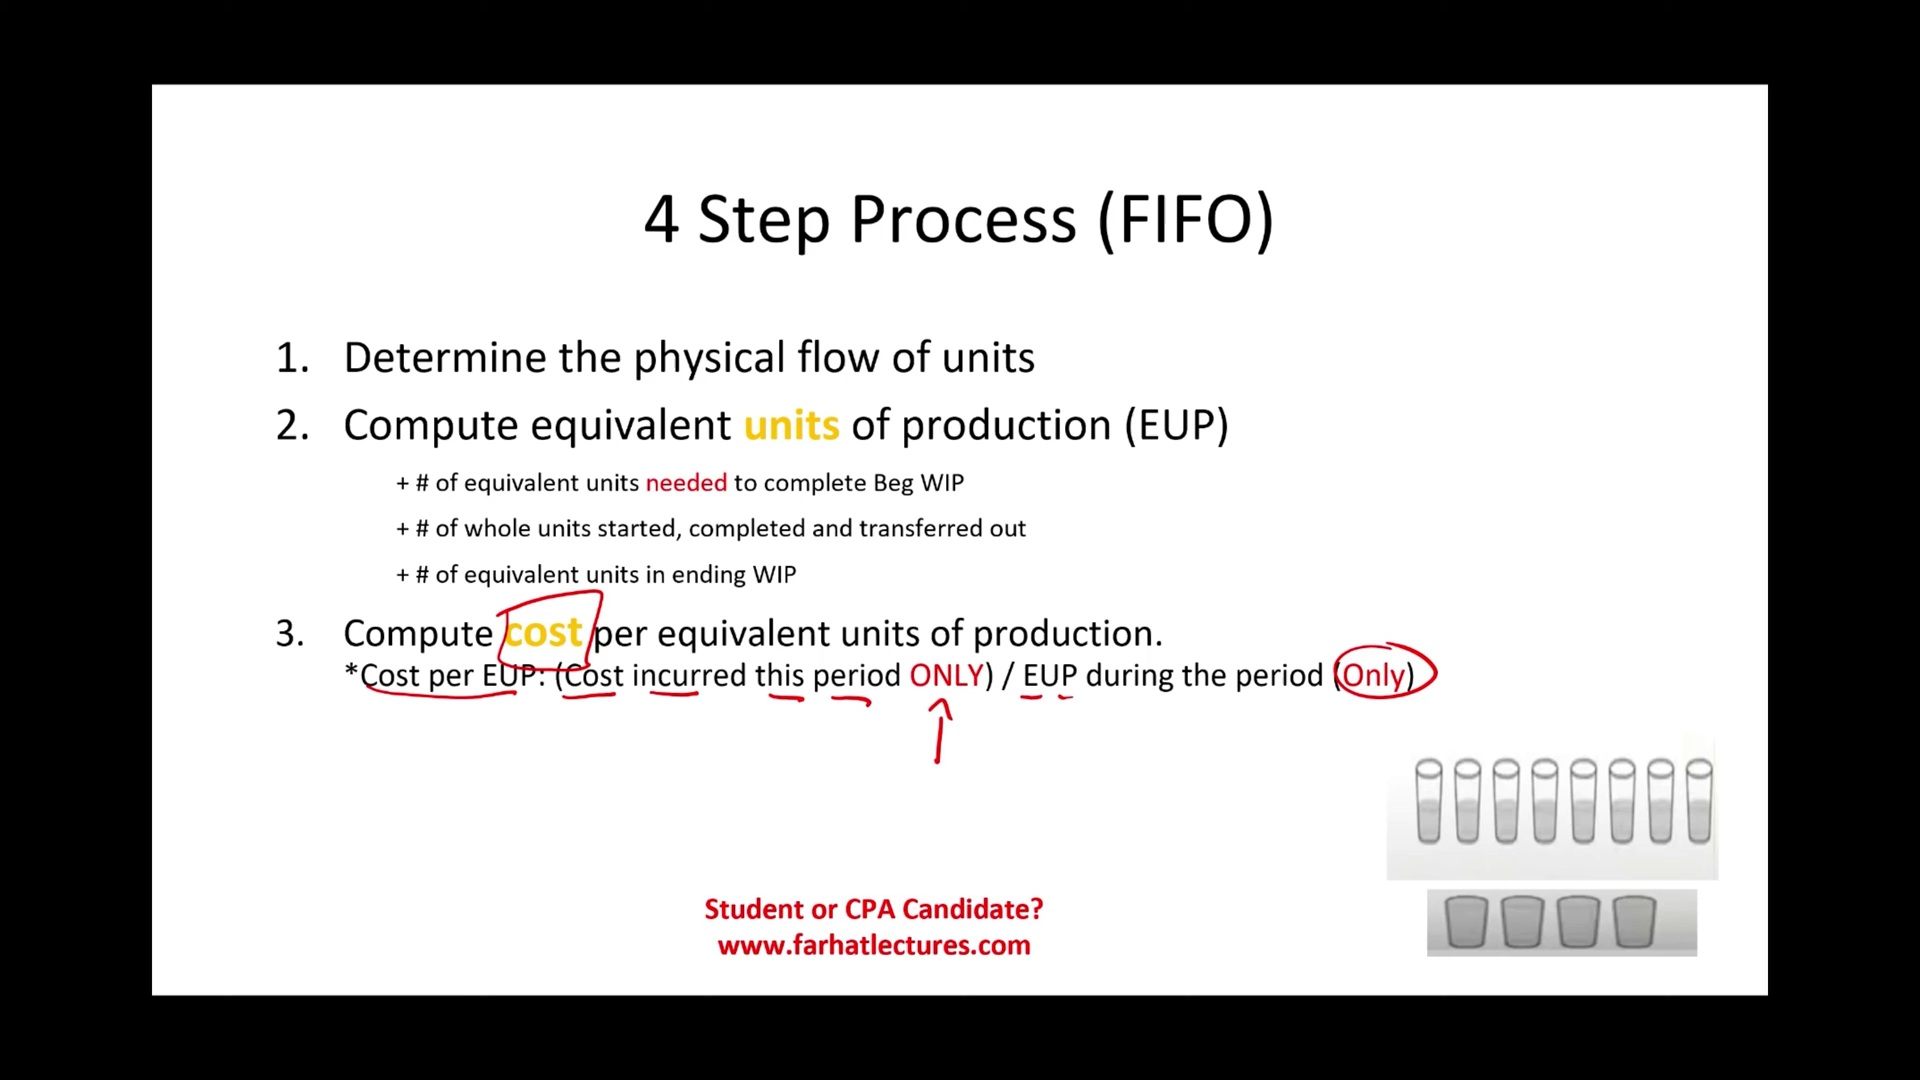 4 Step Process (FIFO)
1. Determine the physical flow of units
2. Compute equivalent units of production (EUP)
+ # of equivalent units needed to complete Beg WIP
+ # of whole units started, completed and transferred out
+ # of equivalent units in ending WIP
3. Compute cost per equivalent units of production.
*Cost per EUP: (Cost incurred this period ONLY) / EUP during the period (Only)
Student or CPA Candidate?
www.farhatlectures.com